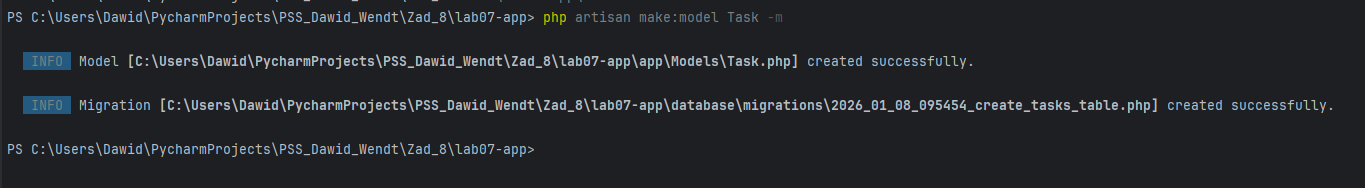 PS C:\Users\Dawid\PycharmProjects\PSS_Dawid_Wendt\Zad_8\lab07-app> php artisan make:model Task -m
INFO Model [C:\Users\Dawid\PycharmProjects\PSS_Dawid_Wendt\Zad_8\lab07-app\app\Models\Task.php] created successfully.
INFO Migration [C:\Users\Dawid\PycharmProjects\PSS_Dawid_Wendt\Zad_8\lab07-app\database\migrations\2026_01_08_095454_create_tasks_table.php] created successfully.
PS C:\Users\Dawid\PycharmProjects\PSS_Dawid_Wendt\Zad_8\lab07-app>